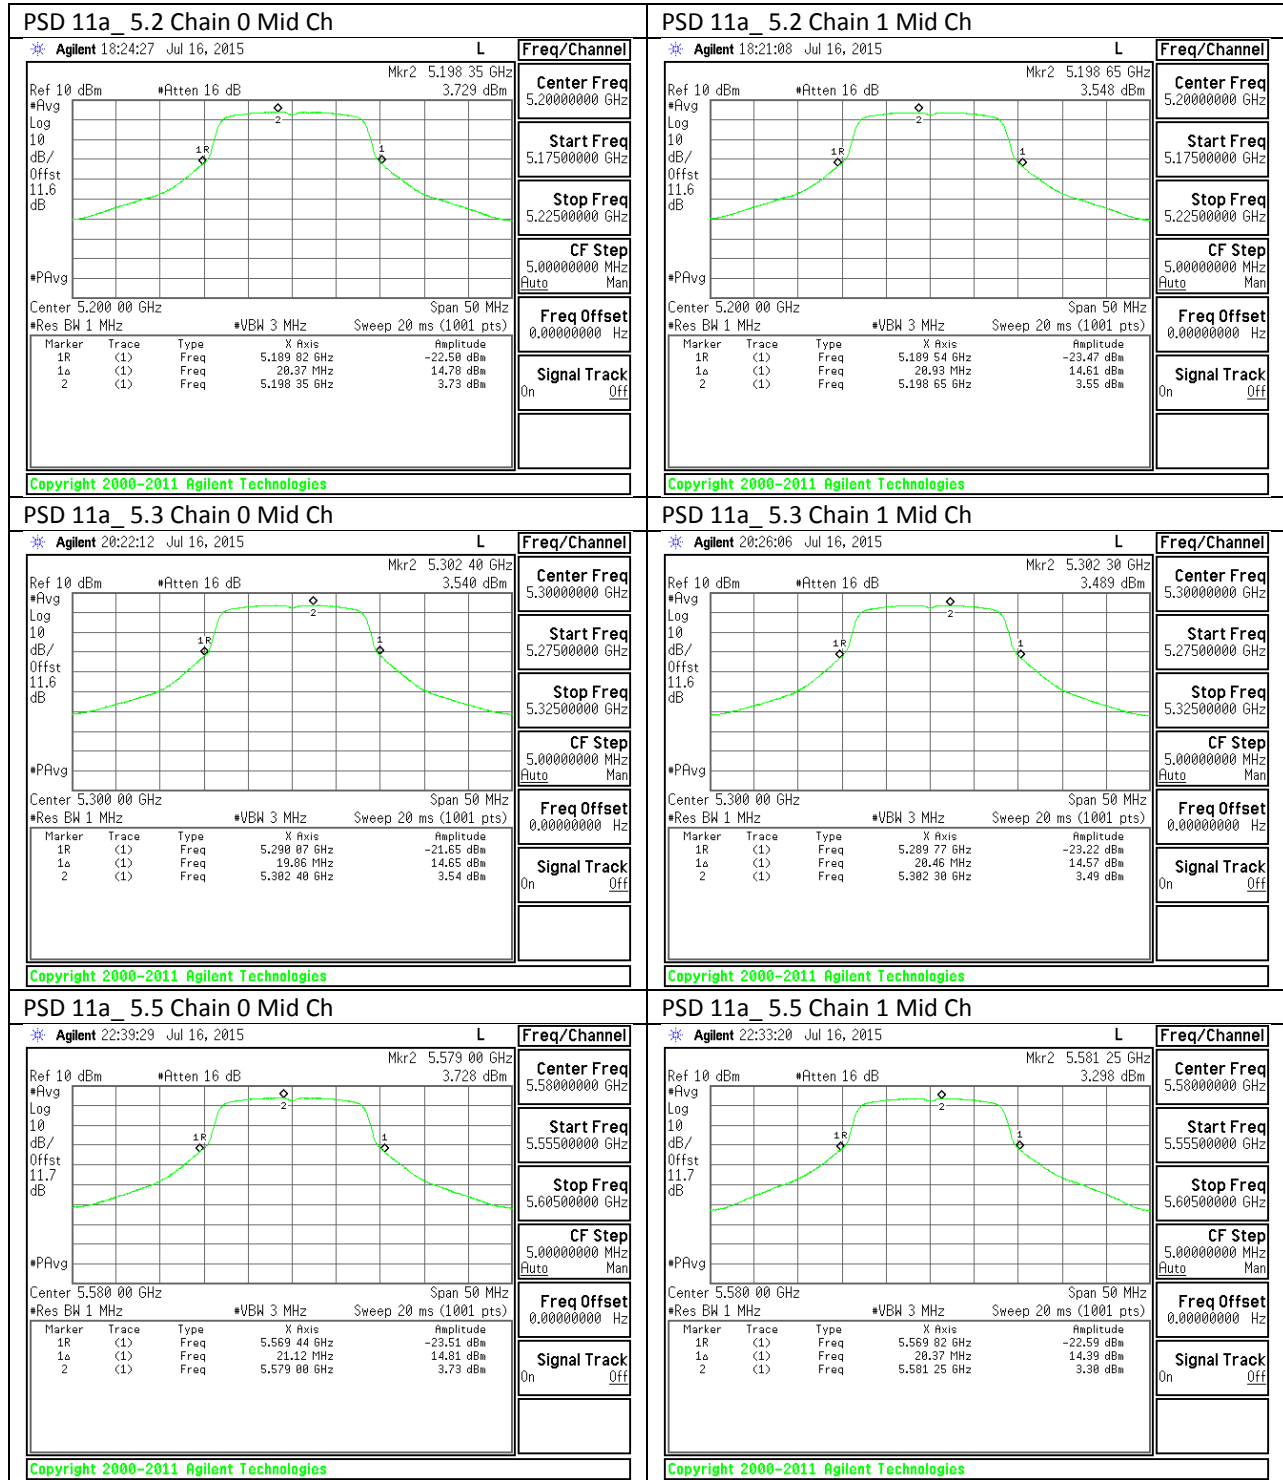 PSD 11a_ 5.2 Chain 0 Mid Ch
Agilent 18:24:27 Jul 16, 2015 L Freq/Channel
Mkr2 5.198 35 GHz
Ref 10 dBm #Atten 16 dB 3.729 dBm
#Avg
Log
10
dB/
Offst
11.6
dB
#PAvg
1R
2
1
Center 5.200 00 GHz Span 50 MHz
#Res BW 1 MHz #VBW 3 MHz Sweep 20 ms (1001 pts)
Marker Trace Type X Axis Amplitude
1R (1) Freq 5.189 82 GHz -22.50 dBm
1Δ (1) Freq 20.37 MHz 14.78 dBm
2 (1) Freq 5.198 35 GHz 3.73 dBm
Center Freq
5.20000000 GHz
Start Freq
5.17500000 GHz
Stop Freq
5.22500000 GHz
CF Step
5.00000000 MHz
Auto Man
Freq Offset
0.00000000 Hz
Signal Track
On Off
Copyright 2000-2011 Agilent Technologies
PSD 11a_ 5.2 Chain 1 Mid Ch
Agilent 18:21:08 Jul 16, 2015 L Freq/Channel
Mkr2 5.198 65 GHz
Ref 10 dBm #Atten 16 dB 3.548 dBm
#Avg
Log
10
dB/
Offst
11.6
dB
#PAvg
1R
2
1
Center 5.200 00 GHz Span 50 MHz
#Res BW 1 MHz #VBW 3 MHz Sweep 20 ms (1001 pts)
Marker Trace Type X Axis Amplitude
1R (1) Freq 5.189 54 GHz -23.47 dBm
1Δ (1) Freq 20.93 MHz 14.61 dBm
2 (1) Freq 5.198 65 GHz 3.55 dBm
Center Freq
5.20000000 GHz
Start Freq
5.17500000 GHz
Stop Freq
5.22500000 GHz
CF Step
5.00000000 MHz
Auto Man
Freq Offset
0.00000000 Hz
Signal Track
On Off
Copyright 2000-2011 Agilent Technologies
PSD 11a_ 5.3 Chain 0 Mid Ch
Agilent 20:22:12 Jul 16, 2015 L Freq/Channel
Mkr2 5.302 40 GHz
Ref 10 dBm #Atten 16 dB 3.540 dBm
#Avg
Log
10
dB/
Offst
11.6
dB
#PAvg
1R
2
1
Center 5.300 00 GHz Span 50 MHz
#Res BW 1 MHz #VBW 3 MHz Sweep 20 ms (1001 pts)
Marker Trace Type X Axis Amplitude
1R (1) Freq 5.290 07 GHz -21.65 dBm
1Δ (1) Freq 19.86 MHz 14.65 dBm
2 (1) Freq 5.302 40 GHz 3.54 dBm
Center Freq
5.30000000 GHz
Start Freq
5.27500000 GHz
Stop Freq
5.32500000 GHz
CF Step
5.00000000 MHz
Auto Man
Freq Offset
0.00000000 Hz
Signal Track
On Off
Copyright 2000-2011 Agilent Technologies
PSD 11a_ 5.3 Chain 1 Mid Ch
Agilent 20:26:06 Jul 16, 2015 L Freq/Channel
Mkr2 5.302 30 GHz
Ref 10 dBm #Atten 16 dB 3.489 dBm
#Avg
Log
10
dB/
Offst
11.6
dB
#PAvg
1R
2
1
Center 5.300 00 GHz Span 50 MHz
#Res BW 1 MHz #VBW 3 MHz Sweep 20 ms (1001 pts)
Marker Trace Type X Axis Amplitude
1R (1) Freq 5.289 77 GHz -23.22 dBm
1Δ (1) Freq 20.46 MHz 14.57 dBm
2 (1) Freq 5.302 30 GHz 3.49 dBm
Center Freq
5.30000000 GHz
Start Freq
5.27500000 GHz
Stop Freq
5.32500000 GHz
CF Step
5.00000000 MHz
Auto Man
Freq Offset
0.00000000 Hz
Signal Track
On Off
Copyright 2000-2011 Agilent Technologies
PSD 11a_ 5.5 Chain 0 Mid Ch
Agilent 22:39:29 Jul 16, 2015 L Freq/Channel
Mkr2 5.579 00 GHz
Ref 10 dBm #Atten 16 dB 3.728 dBm
#Avg
Log
10
dB/
Offst
11.7
dB
#PAvg
1R
2
1
Center 5.580 00 GHz Span 50 MHz
#Res BW 1 MHz #VBW 3 MHz Sweep 20 ms (1001 pts)
Marker Trace Type X Axis Amplitude
1R (1) Freq 5.569 44 GHz -23.51 dBm
1Δ (1) Freq 21.12 MHz 14.81 dBm
2 (1) Freq 5.579 00 GHz 3.73 dBm
Center Freq
5.58000000 GHz
Start Freq
5.55500000 GHz
Stop Freq
5.60500000 GHz
CF Step
5.00000000 MHz
Auto Man
Freq Offset
0.00000000 Hz
Signal Track
On Off
Copyright 2000-2011 Agilent Technologies
PSD 11a_ 5.5 Chain 1 Mid Ch
Agilent 22:33:20 Jul 16, 2015 L Freq/Channel
Mkr2 5.581 25 GHz
Ref 10 dBm #Atten 16 dB 3.298 dBm
#Avg
Log
10
dB/
Offst
11.7
dB
#PAvg
1R
2
1
Center 5.580 00 GHz Span 50 MHz
#Res BW 1 MHz #VBW 3 MHz Sweep 20 ms (1001 pts)
Marker Trace Type X Axis Amplitude
1R (1) Freq 5.569 82 GHz -22.59 dBm
1Δ (1) Freq 20.37 MHz 14.39 dBm
2 (1) Freq 5.581 25 GHz 3.30 dBm
Center Freq
5.58000000 GHz
Start Freq
5.55500000 GHz
Stop Freq
5.60500000 GHz
CF Step
5.00000000 MHz
Auto Man
Freq Offset
0.00000000 Hz
Signal Track
On Off
Copyright 2000-2011 Agilent Technologies